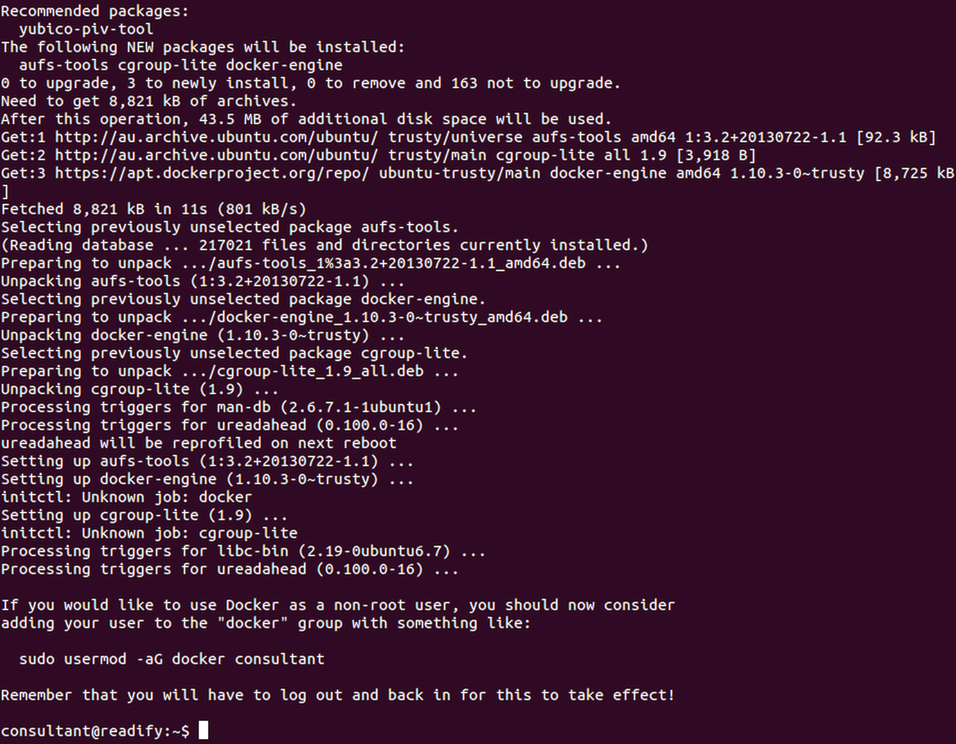 Recommended packages:
  yubico-piv-tool
The following NEW packages will be installed:
  aufs-tools cgroup-lite docker-engine
0 to upgrade, 3 to newly install, 0 to remove and 163 not to upgrade.
Need to get 8,821 kB of archives.
After this operation, 43.5 MB of additional disk space will be used.
Get:1 http://au.archive.ubuntu.com/ubuntu/ trusty/universe aufs-tools amd64 1:3.2+20130722-1.1 [92.3 kB]
Get:2 http://au.archive.ubuntu.com/ubuntu/ trusty/main cgroup-lite all 1.9 [3,918 B]
Get:3 https://apt.dockerproject.org/repo/ ubuntu-trusty/main docker-engine amd64 1.10.3-0~trusty [8,725 kB
]
Fetched 8,821 kB in 11s (801 kB/s)
Selecting previously unselected package aufs-tools.
(Reading database ... 217021 files and directories currently installed.)
Preparing to unpack .../aufs-tools_1%3a3.2+20130722-1.1_amd64.deb ...
Unpacking aufs-tools (1:3.2+20130722-1.1) ...
Selecting previously unselected package docker-engine.
Preparing to unpack .../docker-engine_1.10.3-0~trusty_amd64.deb ...
Unpacking docker-engine (1.10.3-0~trusty) ...
Selecting previously unselected package cgroup-lite.
Preparing to unpack .../cgroup-lite_1.9_all.deb ...
Unpacking cgroup-lite (1.9) ...
Processing triggers for man-db (2.6.7.1-1ubuntu1) ...
Processing triggers for ureadahead (0.100.0-16) ...
ureadahead will be reprofiled on next reboot
Setting up aufs-tools (1:3.2+20130722-1.1) ...
Setting up docker-engine (1.10.3-0~trusty) ...
initctl: Unknown job: docker
Setting up cgroup-lite (1.9) ...
initctl: Unknown job: cgroup-lite
Processing triggers for libc-bin (2.19-0ubuntu6.7) ...
Processing triggers for ureadahead (0.100.0-16) ...

If you would like to use Docker as a non-root user, you should now consider
adding your user to the "docker" group with something like:

  sudo usermod -aG docker consultant

Remember that you will have to log out and back in for this to take effect!

consultant@readify:~$